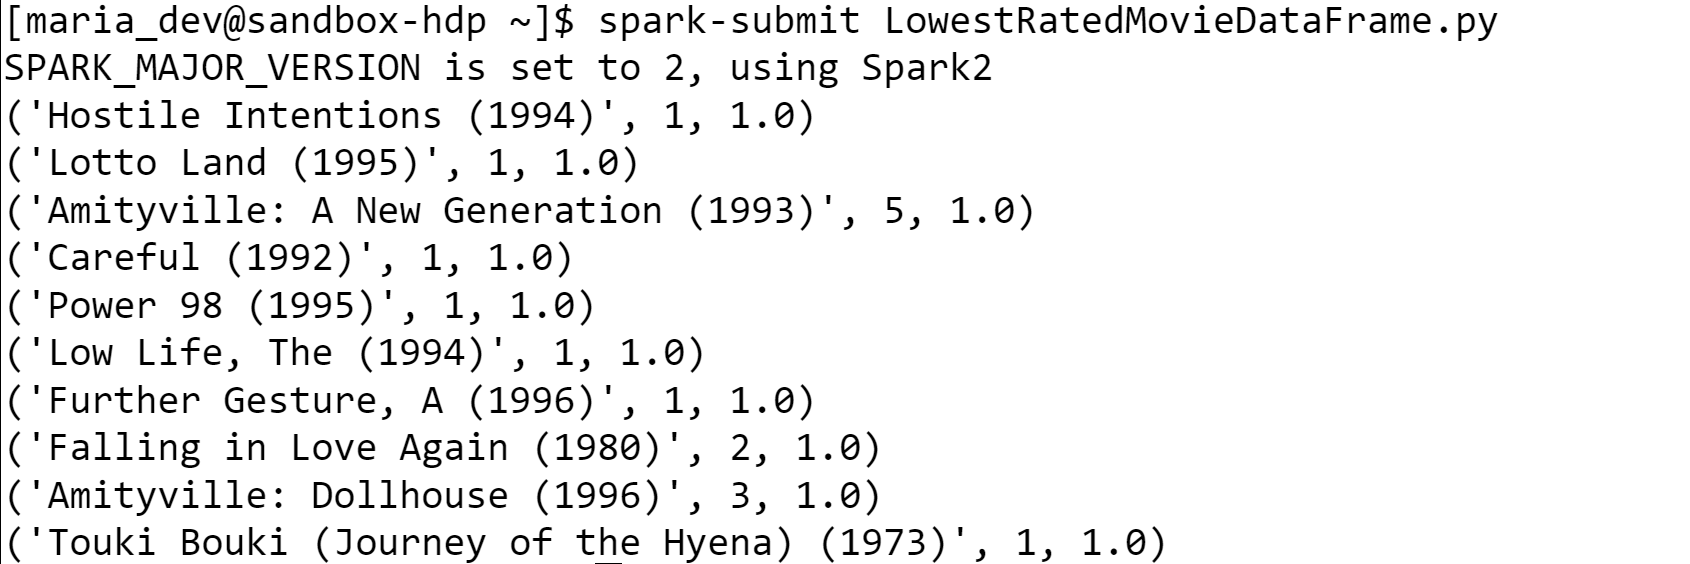 [maria_dev@sandbox-hdp ~]$ spark-submit LowestRatedMovieDataFrame.py
SPARK_MAJOR_VERSION is set to 2, using Spark2
('Hostile Intentions (1994)', 1, 1.0)
('Lotto Land (1995)', 1, 1.0)
('Amityville: A New Generation (1993)', 5, 1.0)
('Careful (1992)', 1, 1.0)
('Power 98 (1995)', 1, 1.0)
('Low Life, The (1994)', 1, 1.0)
('Further Gesture, A (1996)', 1, 1.0)
('Falling in Love Again (1980)', 2, 1.0)
('Amityville: Dollhouse (1996)', 3, 1.0)
('Touki Bouki (Journey of the Hyena) (1973)', 1, 1.0)